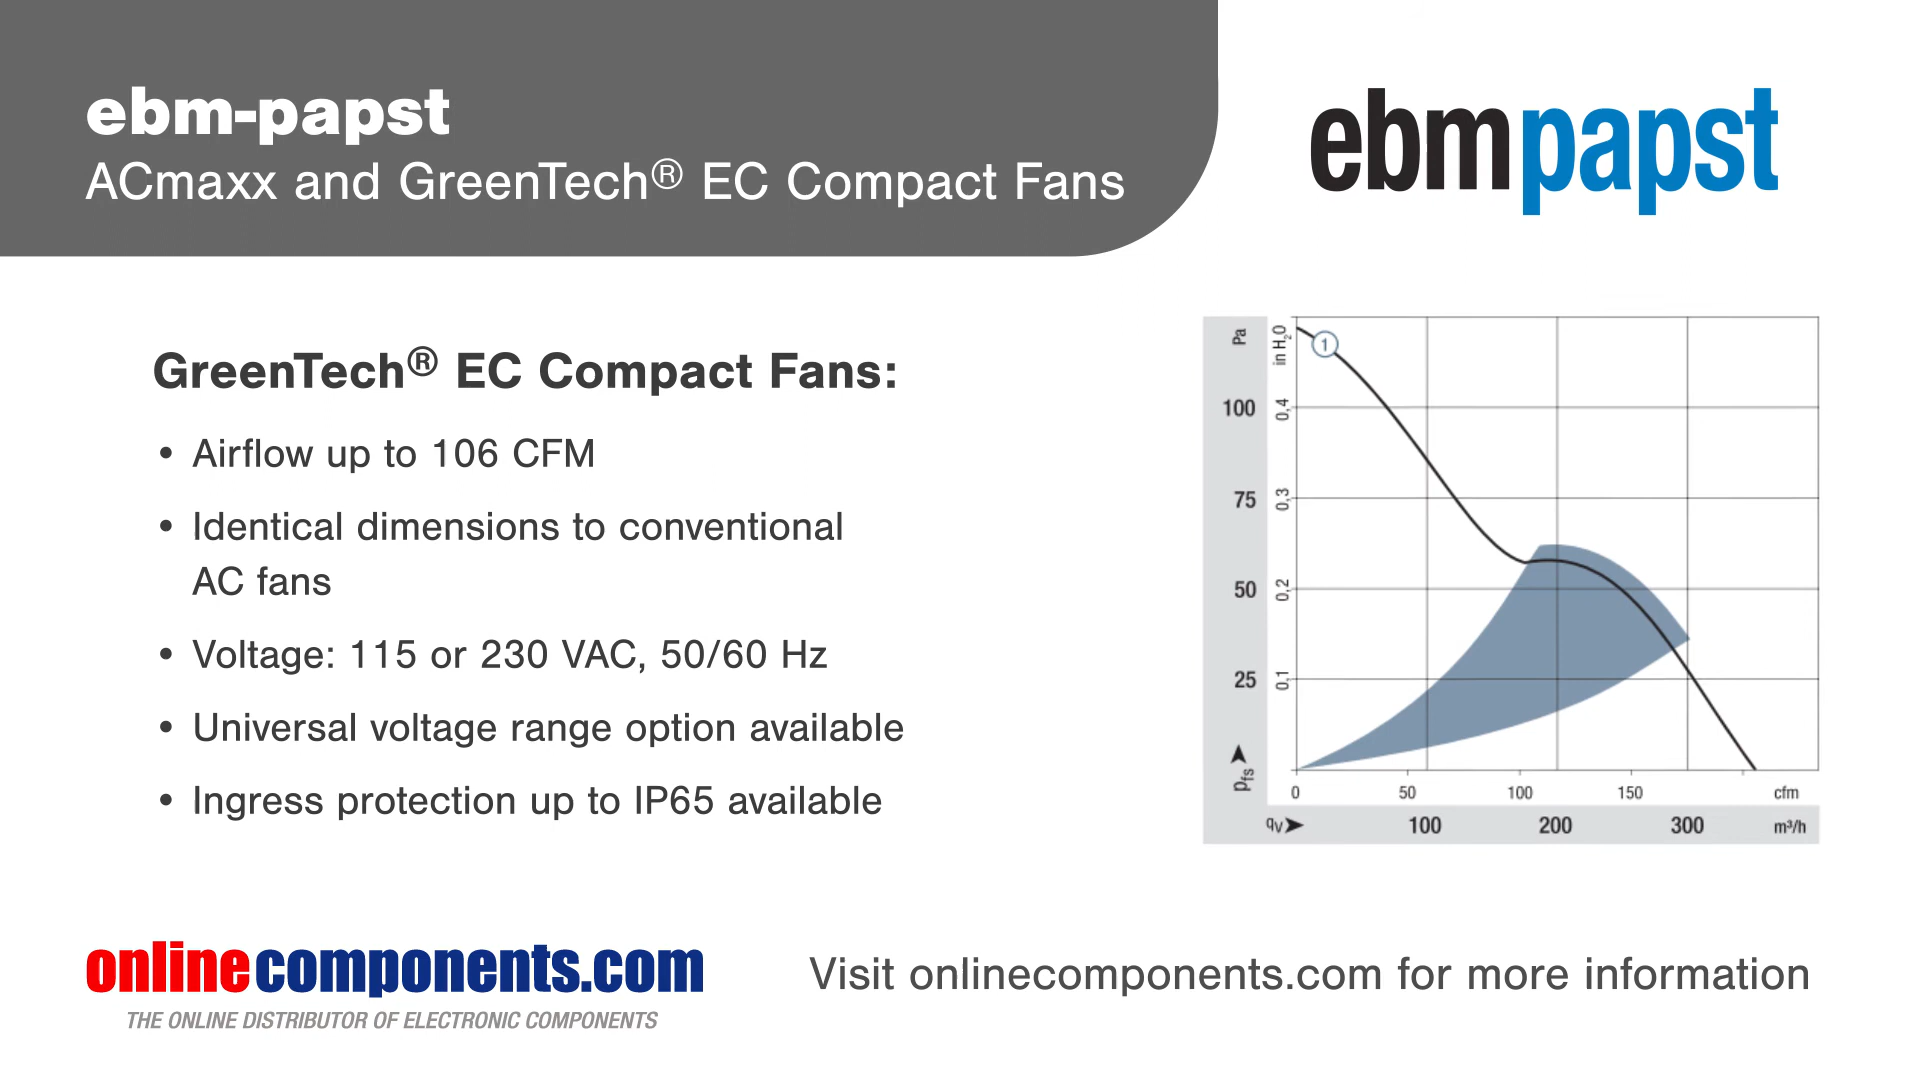 ebm-papst
ACmaxx and GreenTech® EC Compact Fans
ebmpapst
GreenTech® EC Compact Fans:
• Airflow up to 106 CFM
• Identical dimensions to conventional
AC fans
• Voltage: 115 or 230 VAC, 50/60 Hz
• Universal voltage range option available
• Ingress protection up to IP65 available
Pa
in H₂O
1
100
0,4
75
0,3
50
0,2
25
0,1
pfs
0 50 100 150 cfm
qV 100 200 300 m³/h
onlinecomponents.com
THE ONLINE DISTRIBUTOR OF ELECTRONIC COMPONENTS
Visit onlinecomponents.com for more information